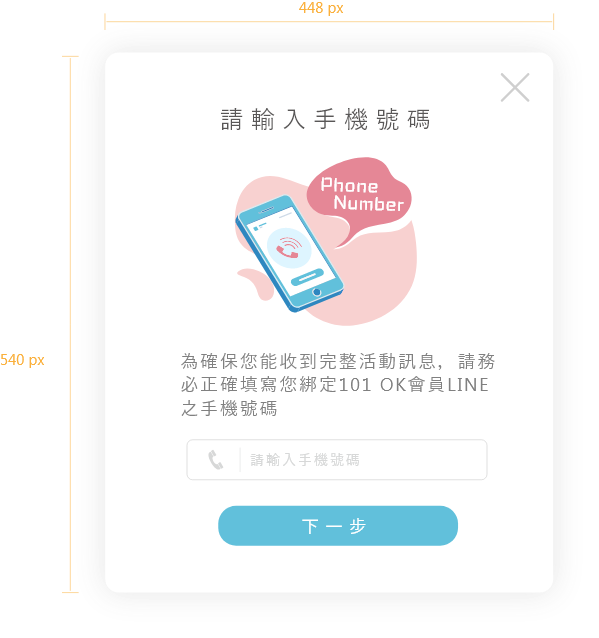 448 px
請輸入手機號碼
Phone
Number
540 px
為確保您能收到完整活動訊息，請務
必正確填寫您綁定101 OK會員LINE
之手機號碼
請輸入手機號碼
下一步